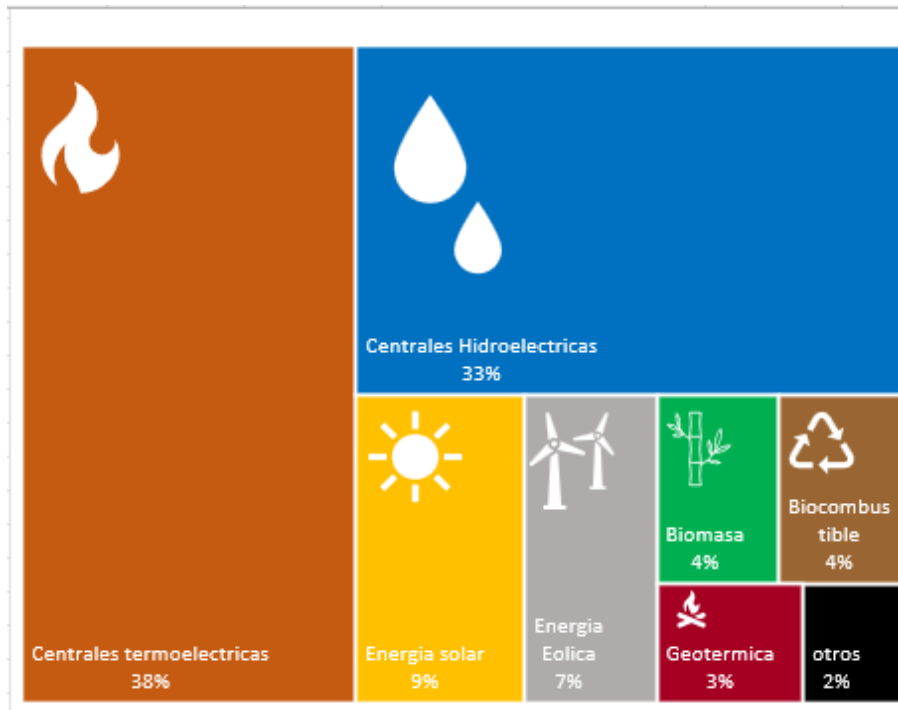 Centrales termoelectricas
38%
Centrales Hidroelectricas
33%
Energia solar
9%
Energia
Eolica
7%
Biomasa
4%
Biocombus
tible
4%
Geotermica
3%
otros
2%